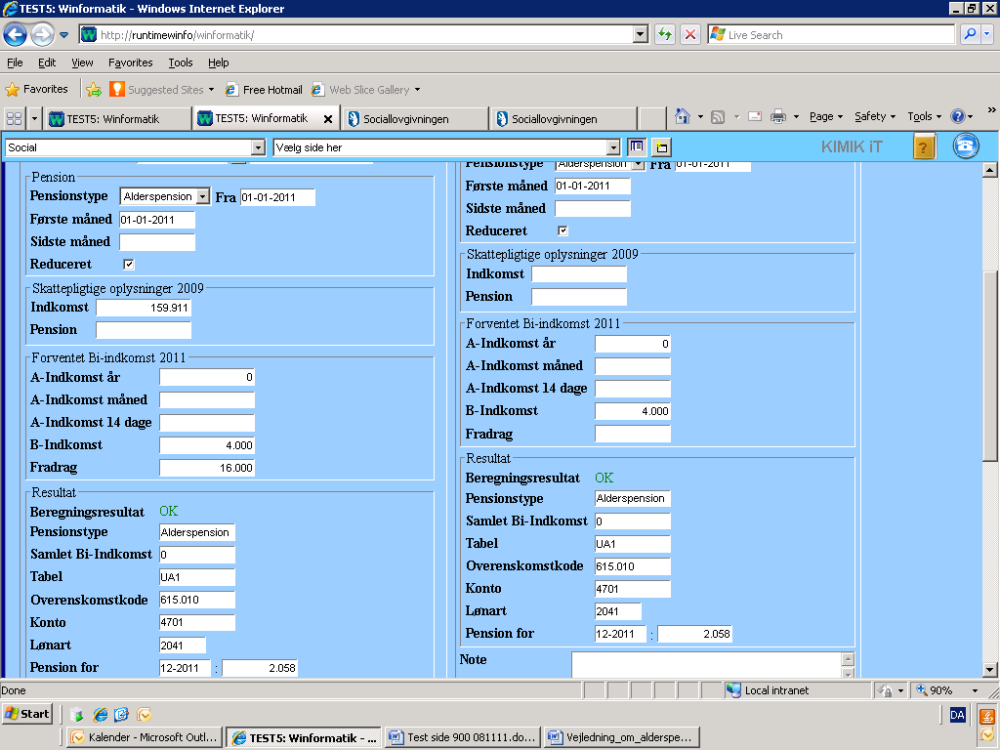 TEST5: Winformatik - Windows Internet Explorer
http://runtimewinfo/winformatik/
Live Search
File Edit View Favorites Tools Help
Favorites Suggested Sites Free Hotmail Web Slice Gallery
TEST5: Winformatik TEST5: Winformatik Sociallovgivningen Sociallovgivningen Page Safety Tools
Social Vælg side her KIMIK iT
Pension
Pensionstype Alderspension Fra 01-01-2011
Første måned 01-01-2011
Sidste måned
Reduceret
Skattepligtige oplysninger 2009
Indkomst 159.911
Pension
Forventet Bi-indkomst 2011
A-Indkomst år 0
A-Indkomst måned
A-Indkomst 14 dage
B-Indkomst 4.000
Fradrag 16.000
Resultat
Beregningsresultat OK
Pensionstype Alderspension
Samlet Bi-Indkomst 0
Tabel UA1
Overenskomstkode 615.010
Konto 4701
Lønart 2041
Pension for 12-2011 : 2.058
Pensionstype Alderspension Fra 01-01-2011
Første måned 01-01-2011
Sidste måned
Reduceret
Skattepligtige oplysninger 2009
Indkomst
Pension
Forventet Bi-indkomst 2011
A-Indkomst år 0
A-Indkomst måned
A-Indkomst 14 dage
B-Indkomst 4.000
Fradrag
Resultat
Beregningsresultat OK
Pensionstype Alderspension
Samlet Bi-Indkomst 0
Tabel UA1
Overenskomstkode 615.010
Konto 4701
Lønart 2041
Pension for 12-2011 : 2.058
Note
Done Local intranet 90%
Start DA
Kalender - Microsoft Outl... TEST5: Winformatik - ... Test side 900 081111.do... Vejledning_om_alderspe...